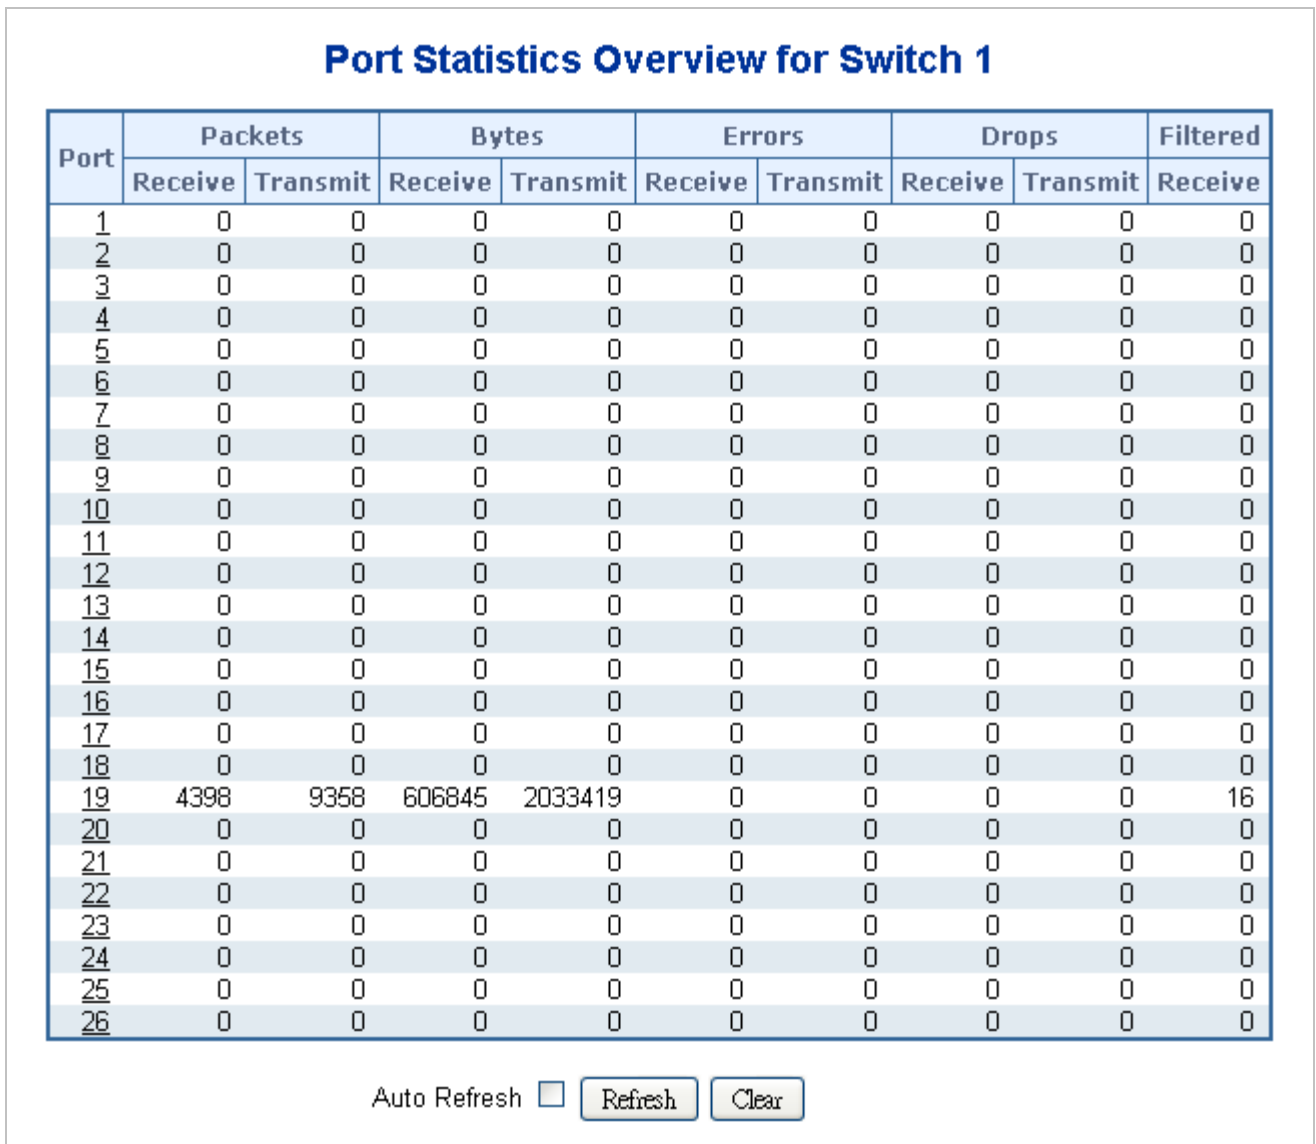 Port Statistics Overview for Switch 1
Port Packets Bytes Errors Drops Filtered
Receive Transmit Receive Transmit Receive Transmit Receive Transmit Receive
1 0 0 0 0 0 0 0 0 0
2 0 0 0 0 0 0 0 0 0
3 0 0 0 0 0 0 0 0 0
4 0 0 0 0 0 0 0 0 0
5 0 0 0 0 0 0 0 0 0
6 0 0 0 0 0 0 0 0 0
7 0 0 0 0 0 0 0 0 0
8 0 0 0 0 0 0 0 0 0
9 0 0 0 0 0 0 0 0 0
10 0 0 0 0 0 0 0 0 0
11 0 0 0 0 0 0 0 0 0
12 0 0 0 0 0 0 0 0 0
13 0 0 0 0 0 0 0 0 0
14 0 0 0 0 0 0 0 0 0
15 0 0 0 0 0 0 0 0 0
16 0 0 0 0 0 0 0 0 0
17 0 0 0 0 0 0 0 0 0
18 0 0 0 0 0 0 0 0 0
19 4398 9358 606845 2033419 0 0 0 0 16
20 0 0 0 0 0 0 0 0 0
21 0 0 0 0 0 0 0 0 0
22 0 0 0 0 0 0 0 0 0
23 0 0 0 0 0 0 0 0 0
24 0 0 0 0 0 0 0 0 0
25 0 0 0 0 0 0 0 0 0
26 0 0 0 0 0 0 0 0 0
Auto Refresh Refresh Clear